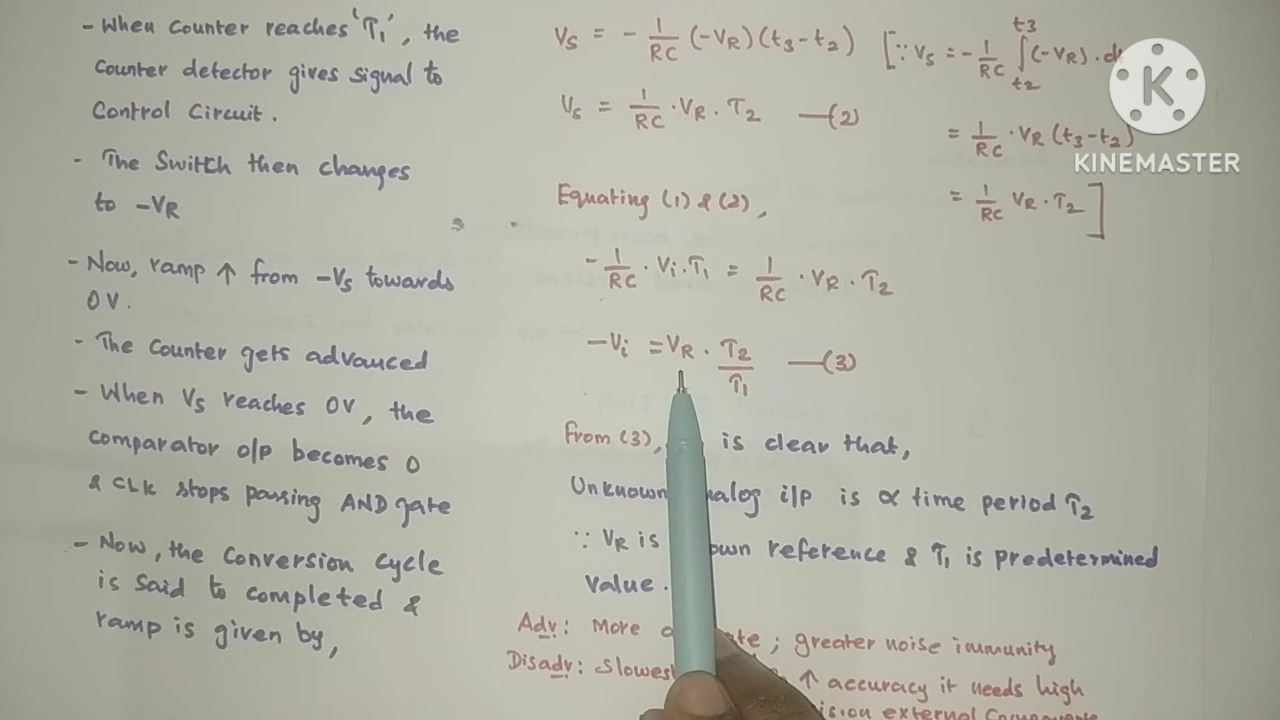 - When Counter reaches 'T1', the
Counter detector gives signal to
Control Circuit.
- The Switch then changes
to -VR
- Now, ramp ↑ from -Vs towards
0V.
- The Counter gets advanced
- When Vs reaches 0V, the
comparator o/p becomes 0
& CLK stops passing AND gate
- Now, the Conversion cycle
is said to completed &
ramp is given by,
Vs = - 1/RC (-VR)(t3-t2) [∵ Vs = - 1/RC ∫t2^t3 (-VR).
Vs = 1/RC . VR . T2 —(2)
= 1/RC . VR (t3-t2)
= 1/RC VR . T2]
Equating (1) & (2),
- 1/RC . Vi . T1 = 1/RC . VR . T2
-Vi = VR . T2/T1 —(3)
From (3), is clear that,
Unknown i/p is ∝ time period T2
∵ VR is reference & T1 is predetermined
value.
Adv: More ; greater noise immunity
Disadv: ↑ accuracy it needs high
external Components
K
KINEMASTER